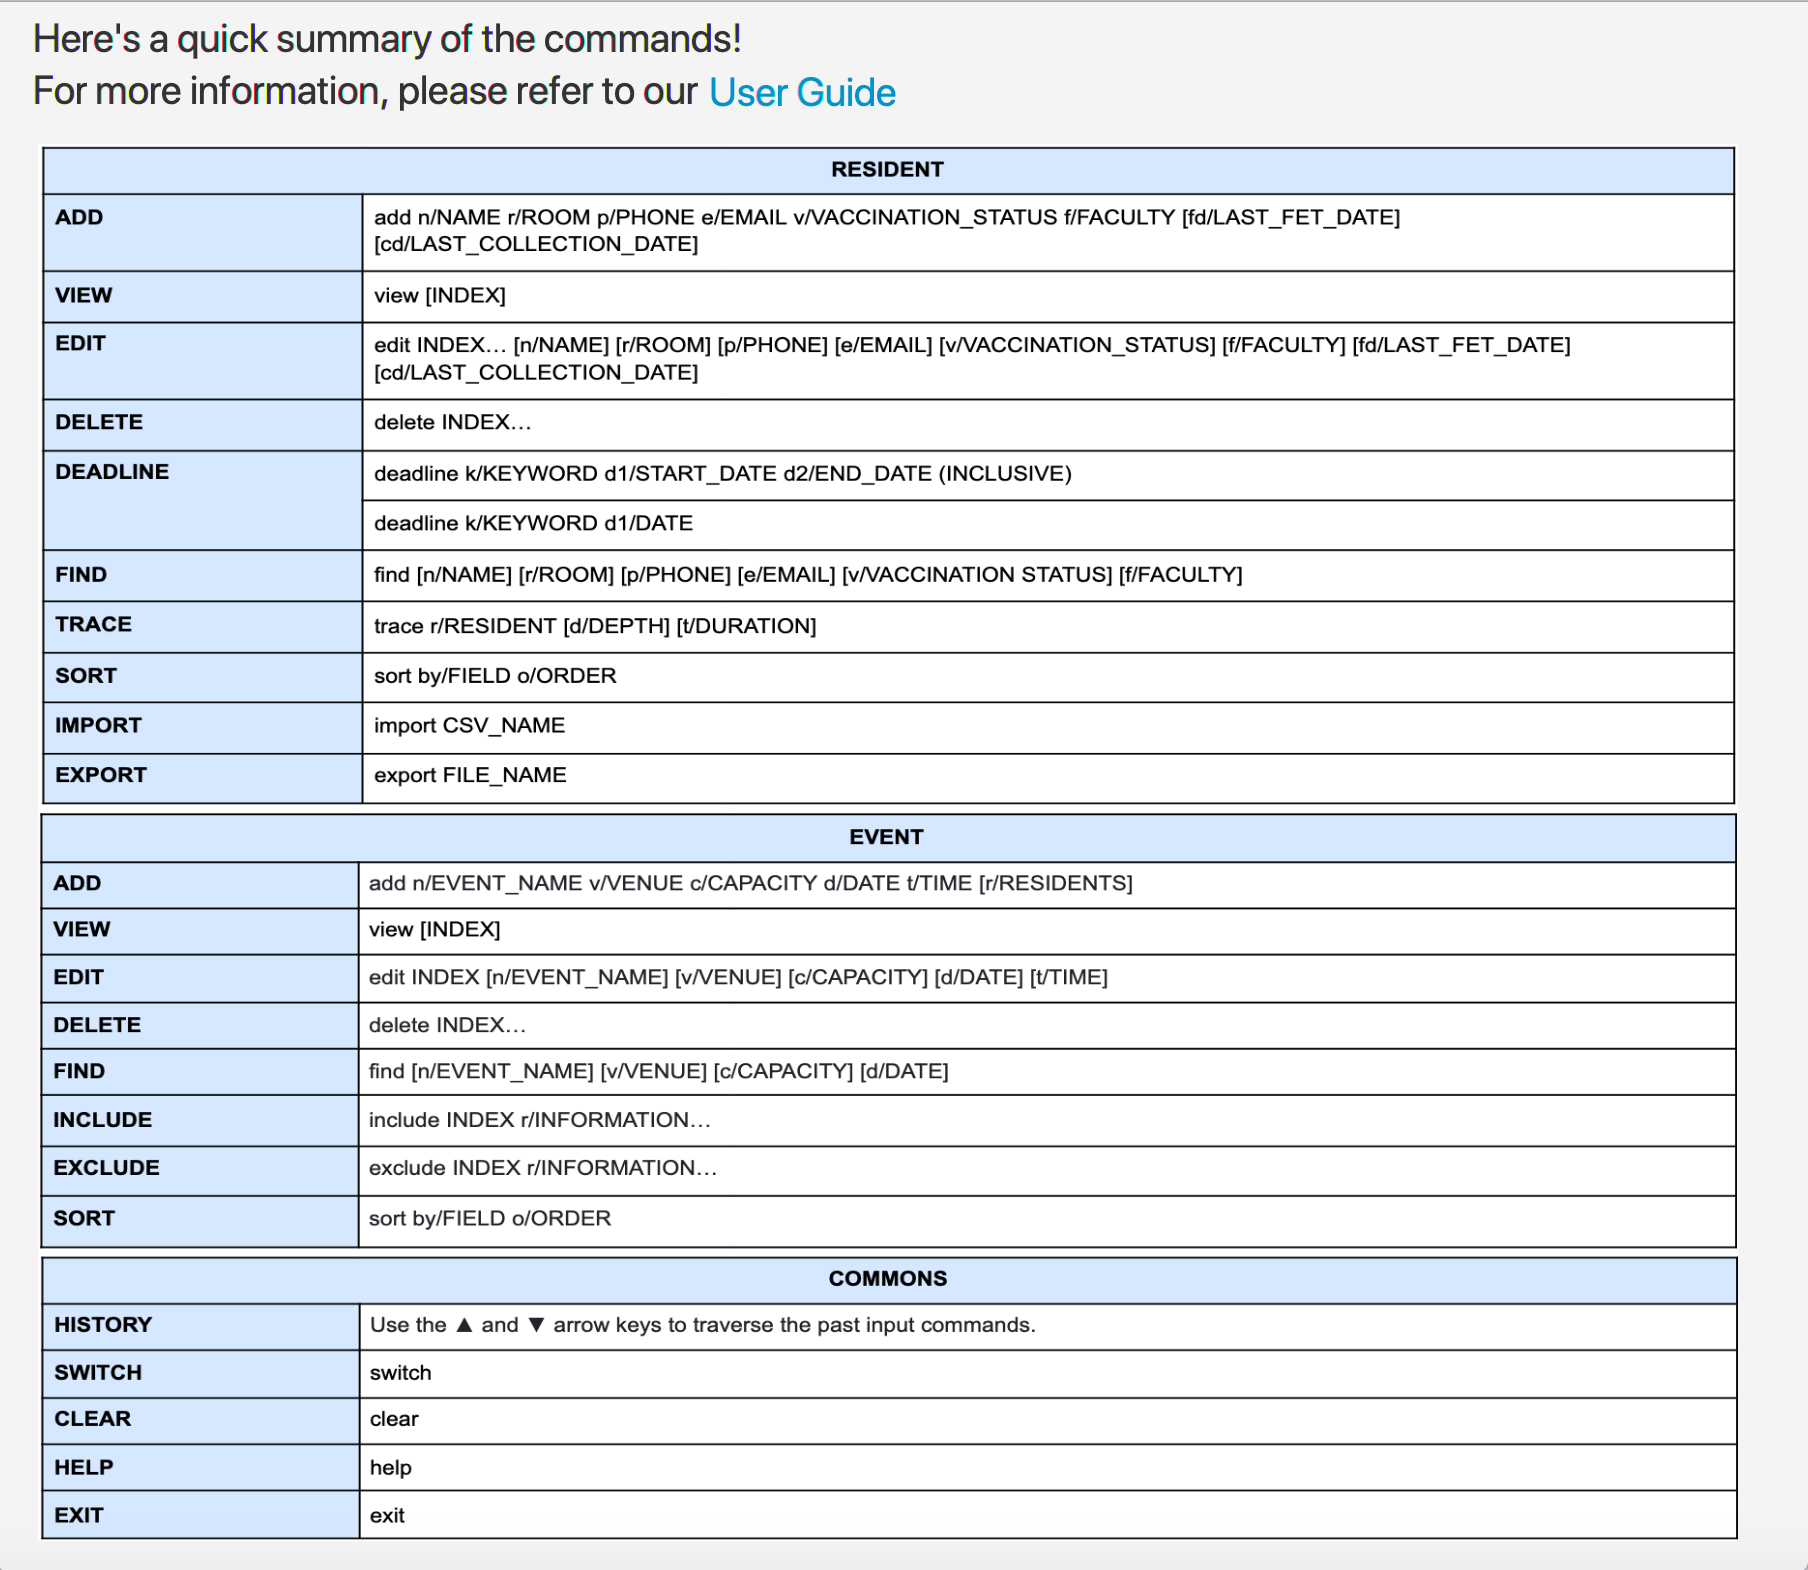 Here's a quick summary of the commands!
For more information, please refer to our User Guide
RESIDENT
ADD
add n/NAME r/ROOM p/PHONE e/EMAIL v/VACCINATION_STATUS f/FACULTY [fd/LAST_FET_DATE]
[cd/LAST_COLLECTION_DATE]
VIEW
view [INDEX]
EDIT
edit INDEX… [n/NAME] [r/ROOM] [p/PHONE] [e/EMAIL] [v/VACCINATION_STATUS] [f/FACULTY] [fd/LAST_FET_DATE]
[cd/LAST_COLLECTION_DATE]
DELETE
delete INDEX…
DEADLINE
deadline k/KEYWORD d1/START_DATE d2/END_DATE (INCLUSIVE)
deadline k/KEYWORD d1/DATE
FIND
find [n/NAME] [r/ROOM] [p/PHONE] [e/EMAIL] [v/VACCINATION STATUS] [f/FACULTY]
TRACE
trace r/RESIDENT [d/DEPTH] [t/DURATION]
SORT
sort by/FIELD o/ORDER
IMPORT
import CSV_NAME
EXPORT
export FILE_NAME
EVENT
ADD
add n/EVENT_NAME v/VENUE c/CAPACITY d/DATE t/TIME [r/RESIDENTS]
VIEW
view [INDEX]
EDIT
edit INDEX [n/EVENT_NAME] [v/VENUE] [c/CAPACITY] [d/DATE] [t/TIME]
DELETE
delete INDEX…
FIND
find [n/EVENT_NAME] [v/VENUE] [c/CAPACITY] [d/DATE]
INCLUDE
include INDEX r/INFORMATION…
EXCLUDE
exclude INDEX r/INFORMATION…
SORT
sort by/FIELD o/ORDER
COMMONS
HISTORY
Use the ▲ and ▼ arrow keys to traverse the past input commands.
SWITCH
switch
CLEAR
clear
HELP
help
EXIT
exit